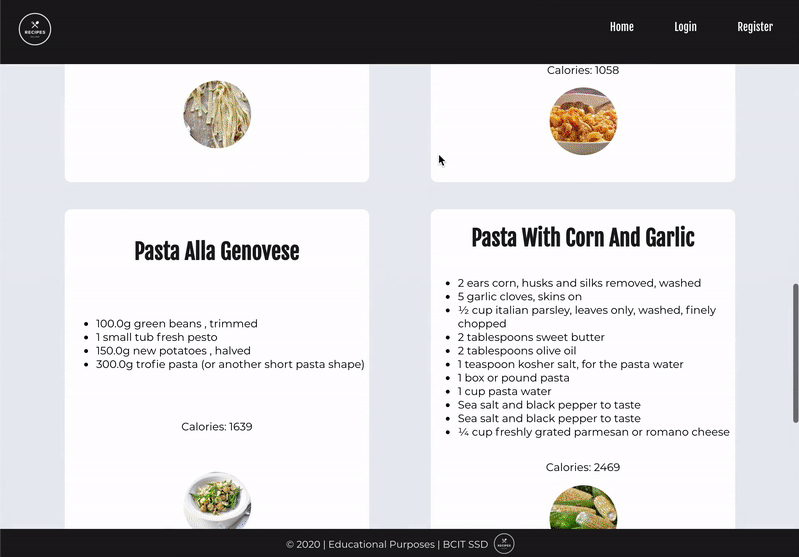 RECIPES
Home
Login
Register
Calories: 1058
Pasta Alla Genovese
100.0g green beans , trimmed
1 small tub fresh pesto
150.0g new potatoes , halved
300.0g trofie pasta (or another short pasta shape)
Calories: 1639
Pasta With Corn And Garlic
2 ears corn, husks and silks removed, washed
5 garlic cloves, skins on
½ cup italian parsley, leaves only, washed, finely
chopped
2 tablespoons sweet butter
2 tablespoons olive oil
1 teaspoon kosher salt, for the pasta water
1 box or pound pasta
1 cup pasta water
Sea salt and black pepper to taste
Sea salt and black pepper to taste
¼ cup freshly grated parmesan or romano cheese
Calories: 2469
© 2020 | Educational Purposes | BCIT SSD
RECIPES